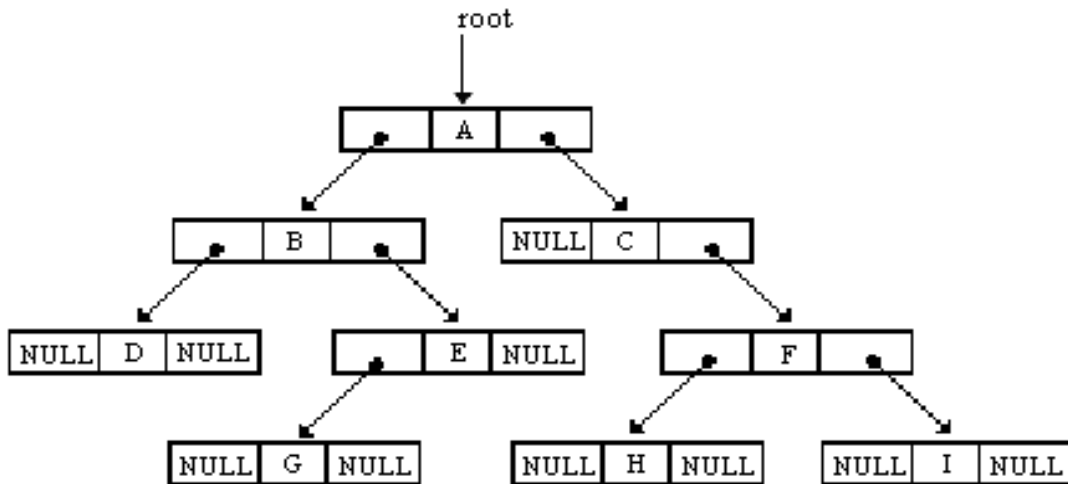 root
A
B
NULL C
NULL D NULL
E NULL
F
NULL G NULL
NULL H NULL
NULL I NULL